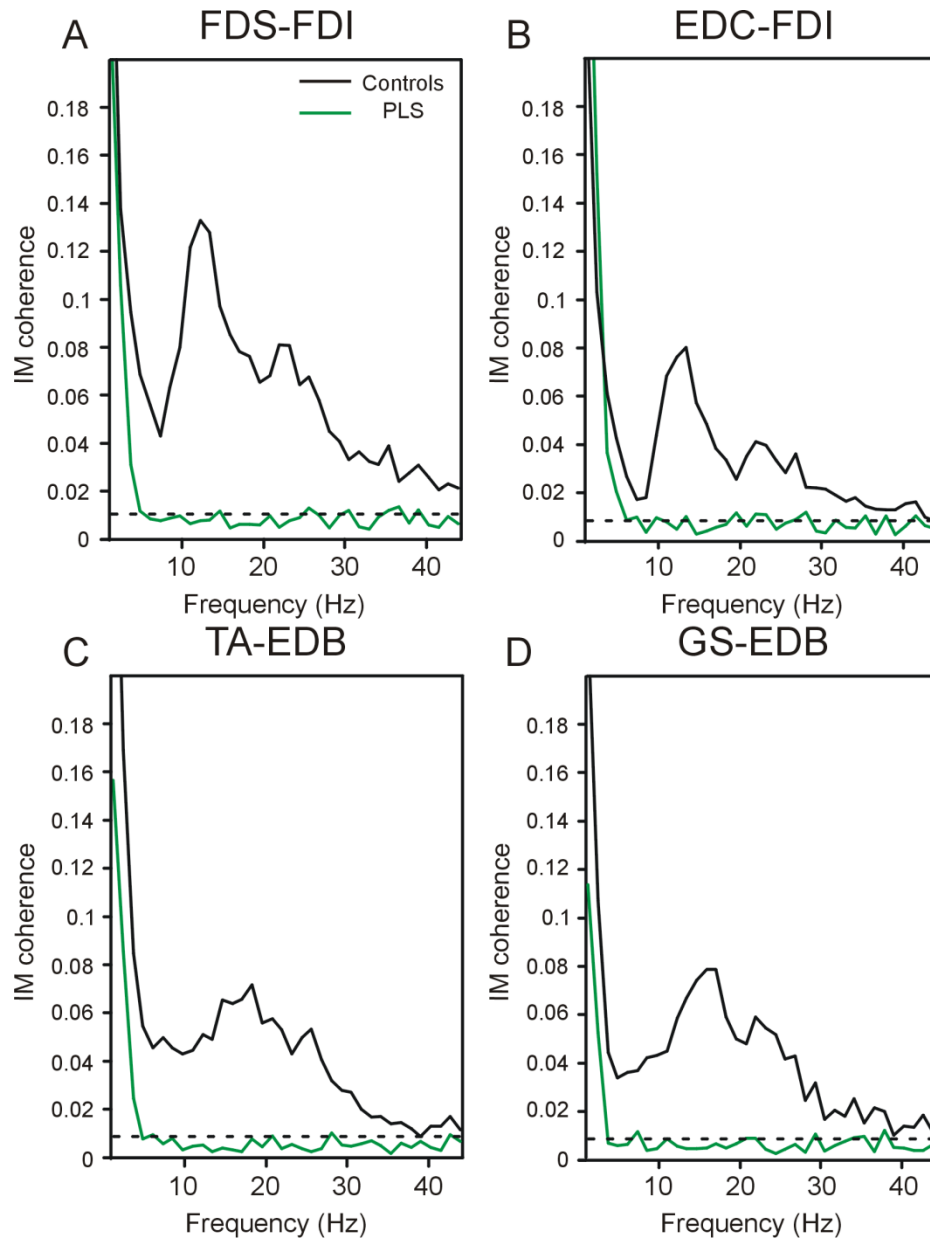 A FDS-FDI
Controls
PLS
0.18
0.16
0.14
0.12
0.1
0.08
0.06
0.04
0.02
0
IM coherence
10 20 30 40
Frequency (Hz)
B EDC-FDI
0.18
0.16
0.14
0.12
0.1
0.08
0.06
0.04
0.02
0
IM coherence
10 20 30 40
Frequency (Hz)
C TA-EDB
0.18
0.16
0.14
0.12
0.1
0.08
0.06
0.04
0.02
0
IM coherence
10 20 30 40
Frequency (Hz)
D GS-EDB
0.18
0.16
0.14
0.12
0.1
0.08
0.06
0.04
0.02
0
IM coherence
10 20 30 40
Frequency (Hz)